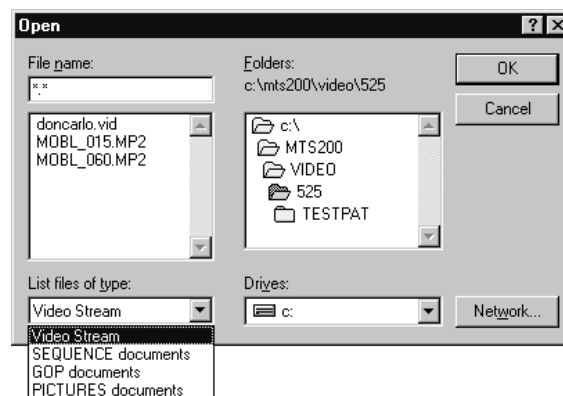 Open
File name:
*.*
doncarlo.vid
MOBL_015.MP2
MOBL_060.MP2
List files of type:
Video Stream
Video Stream
SEQUENCE documents
GOP documents
PICTURES documents
Folders:
c:\mts200\video\525
c:\
MTS200
VIDEO
525
TESTPAT
Drives:
c:
OK
Cancel
Network...